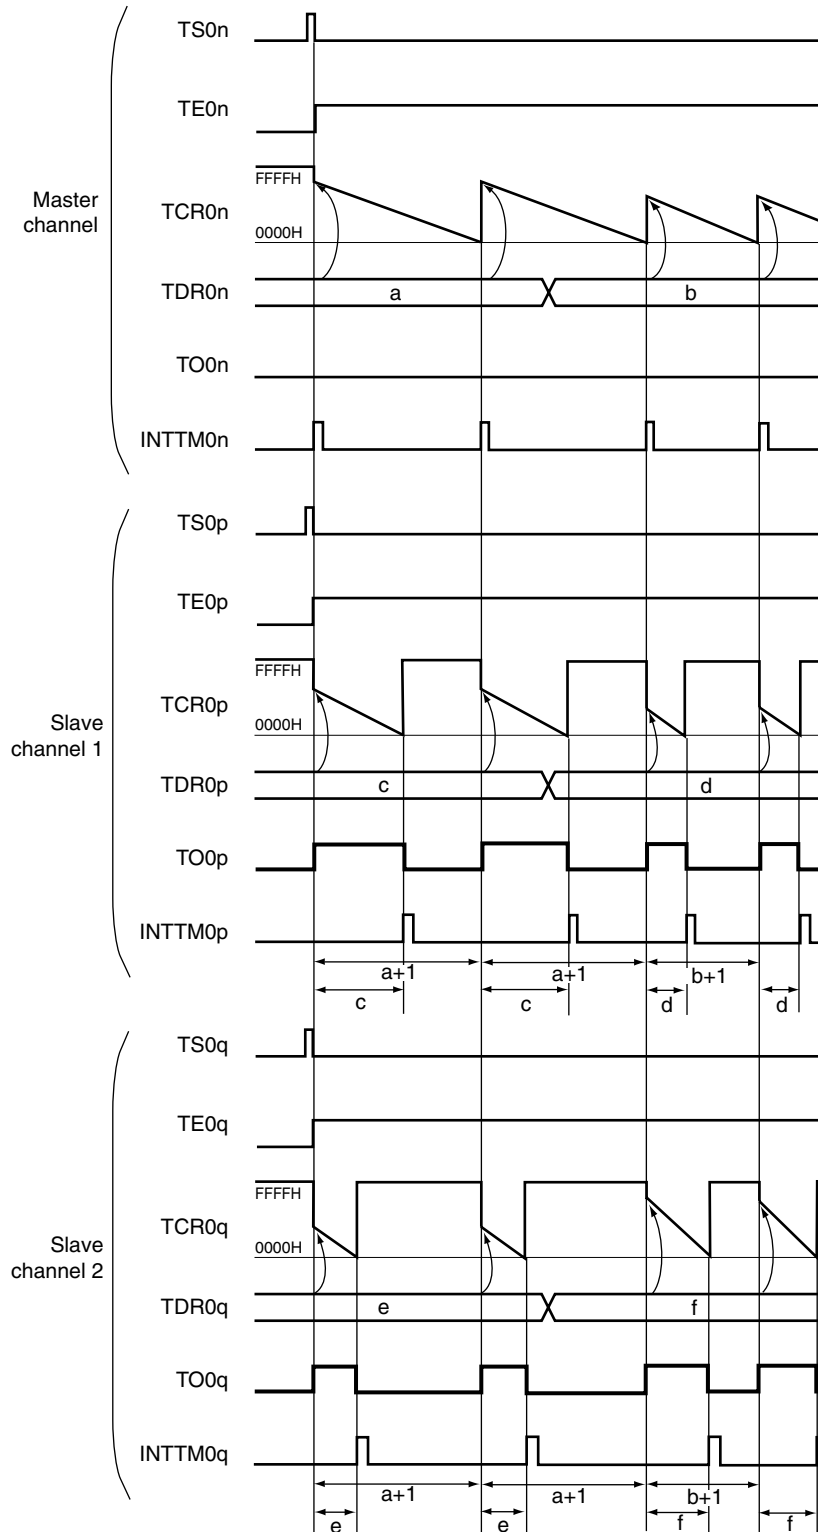 Master
channel
TS0n
TE0n
FFFFH
TCR0n
0000H
TDR0n
a
b
TO0n
INTTM0n
Slave
channel 1
TS0p
TE0p
FFFFH
TCR0p
0000H
TDR0p
c
d
TO0p
INTTM0p
a+1
a+1
b+1
c
c
d
d
Slave
channel 2
TS0q
TE0q
FFFFH
TCR0q
0000H
TDR0q
e
f
TO0q
INTTM0q
a+1
a+1
b+1
e
e
f
f